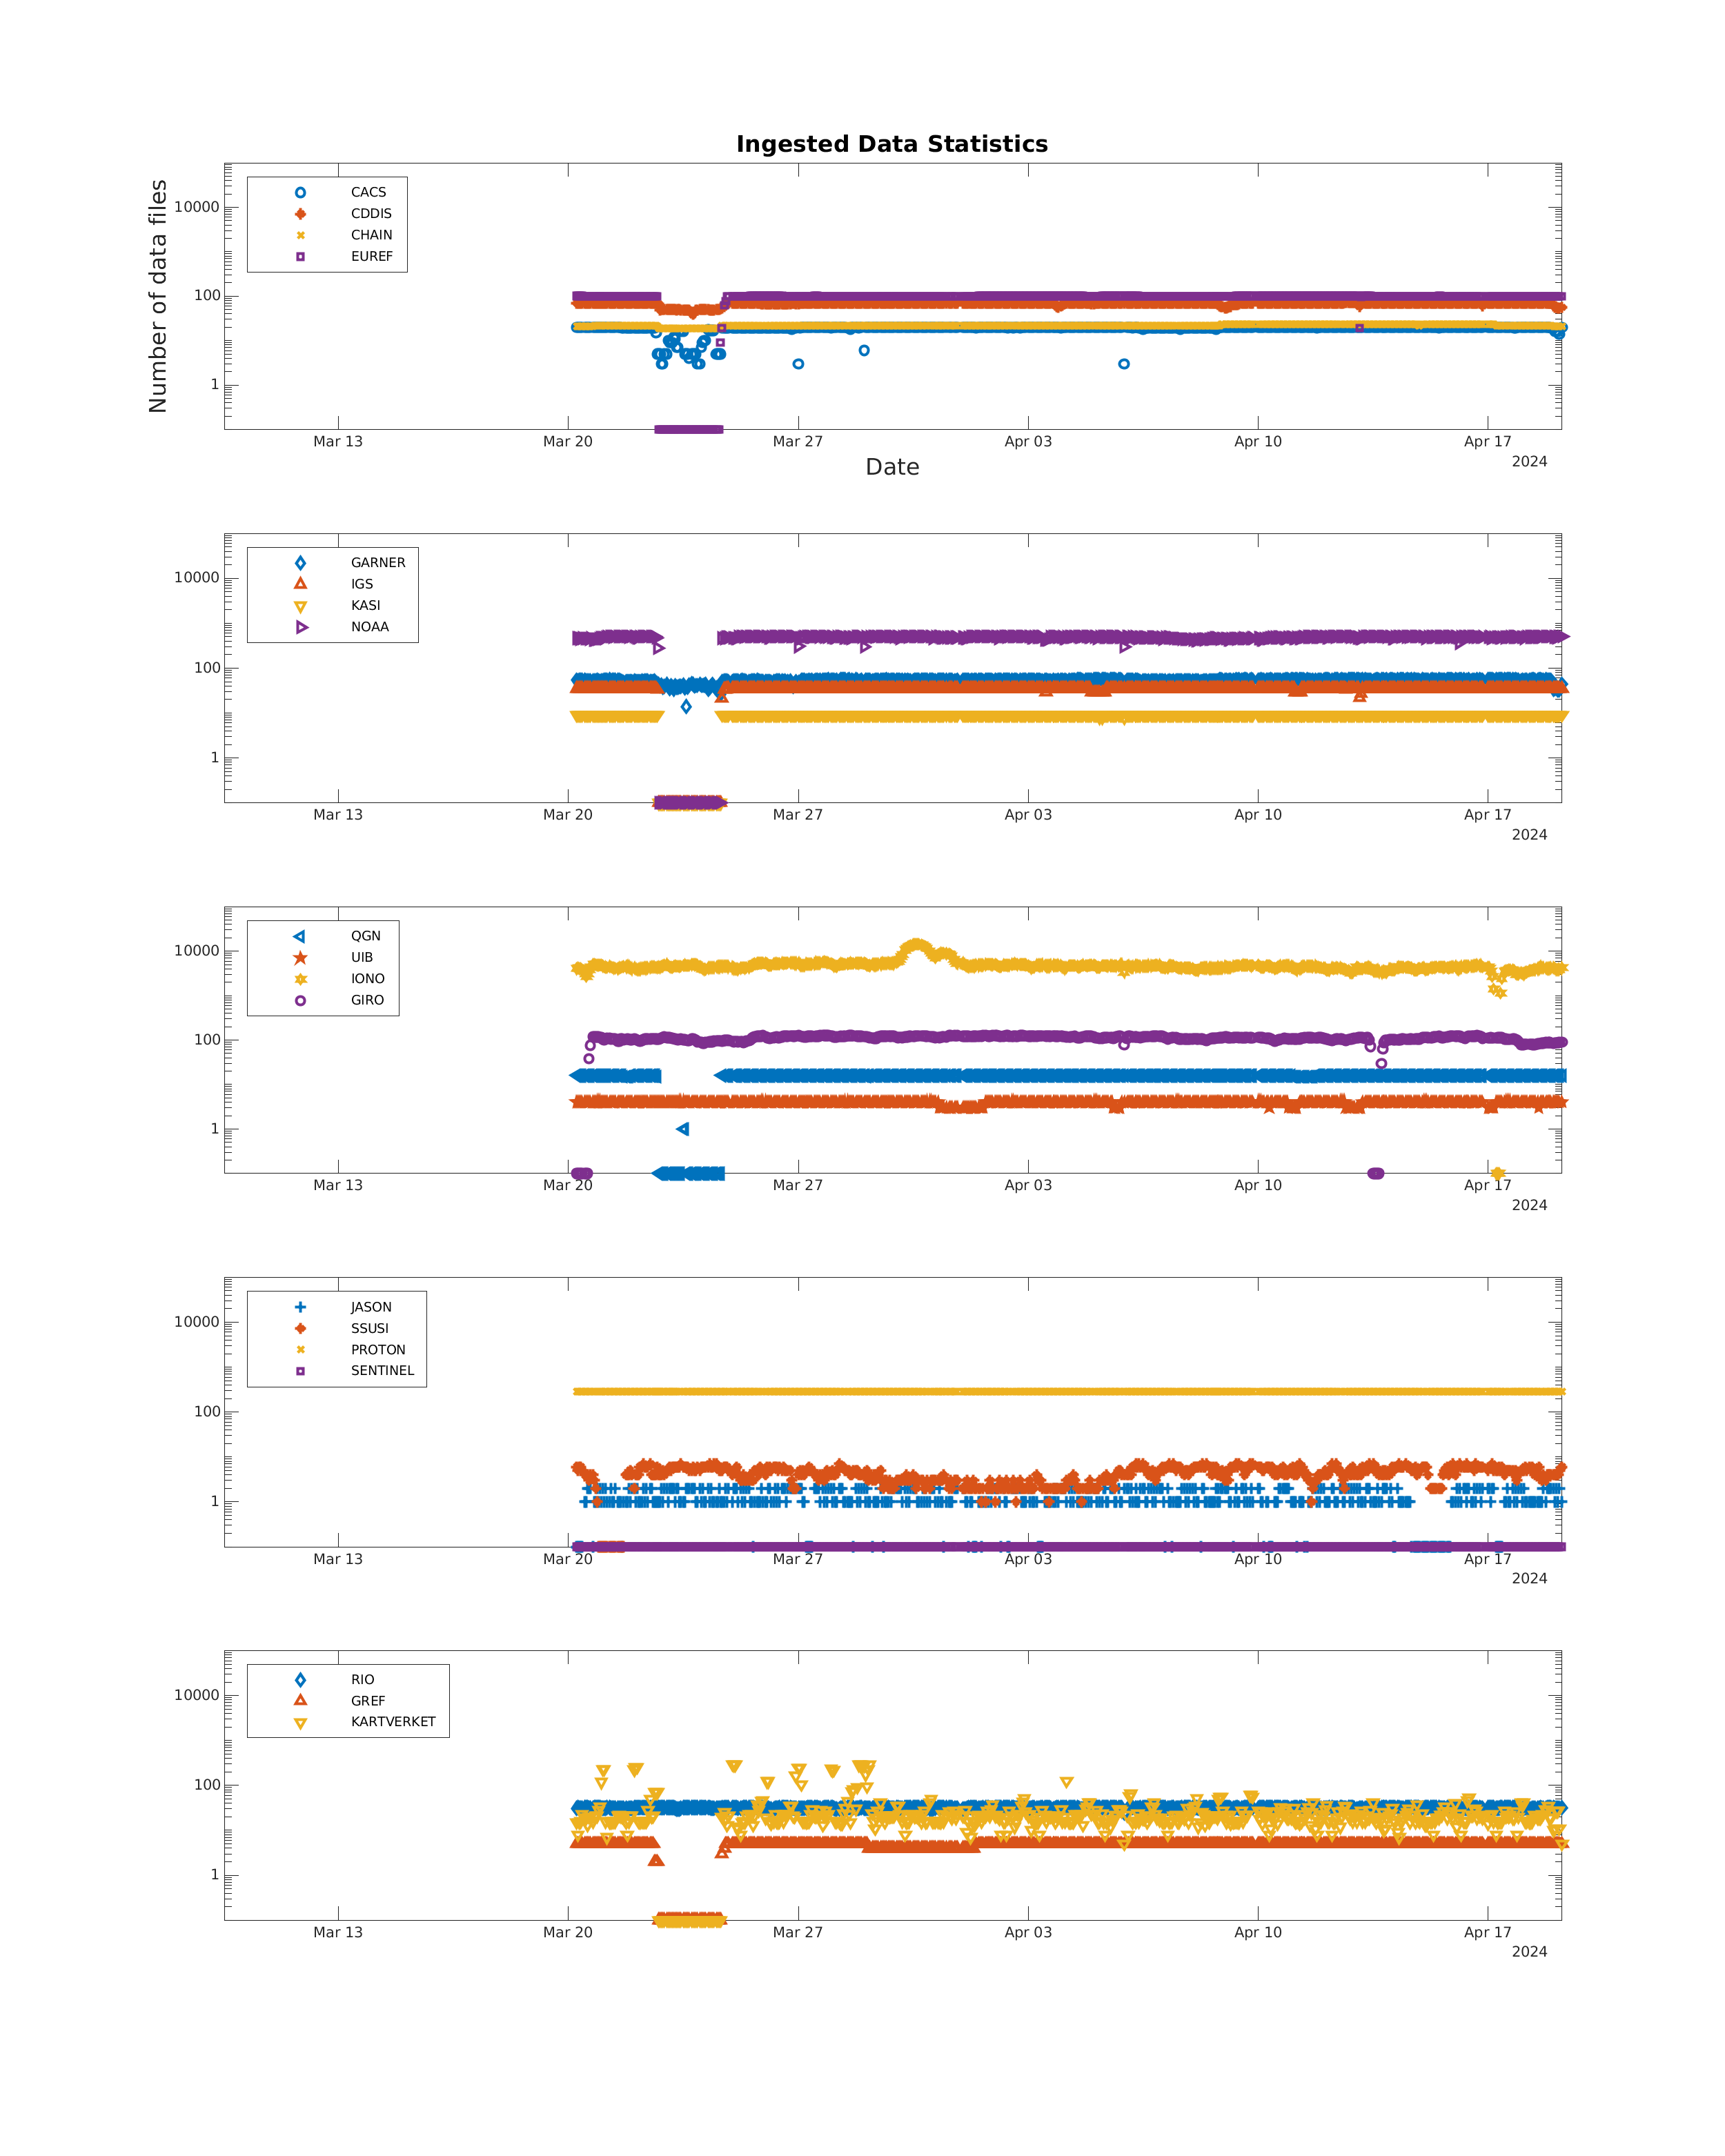 Ingested Data Statistics
Number of data files
CACS
CDDIS
CHAIN
EUREF
10000
100
1
Mar 13 Mar 20 Mar 27 Apr 03 Apr 10 Apr 17
2024
Date
GARNER
IGS
KASI
NOAA
10000
100
1
Mar 13 Mar 20 Mar 27 Apr 03 Apr 10 Apr 17
2024
QGN
UIB
IONO
GIRO
10000
100
1
Mar 13 Mar 20 Mar 27 Apr 03 Apr 10 Apr 17
2024
JASON
SSUSI
PROTON
SENTINEL
10000
100
1
Mar 13 Mar 20 Mar 27 Apr 03 Apr 10 Apr 17
2024
RIO
GREF
KARTVERKET
10000
100
1
Mar 13 Mar 20 Mar 27 Apr 03 Apr 10 Apr 17
2024